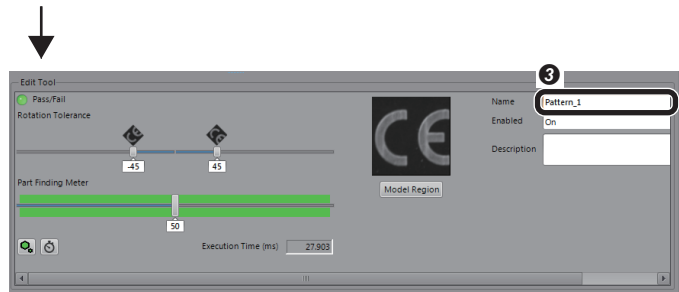 3
Edit Tool
Pass/Fail
Rotation Tolerance
-45
45
Part Finding Meter
50
Execution Time (ms) 27.903
CE
Model Region
Name Pattern_1
Enabled On
Description